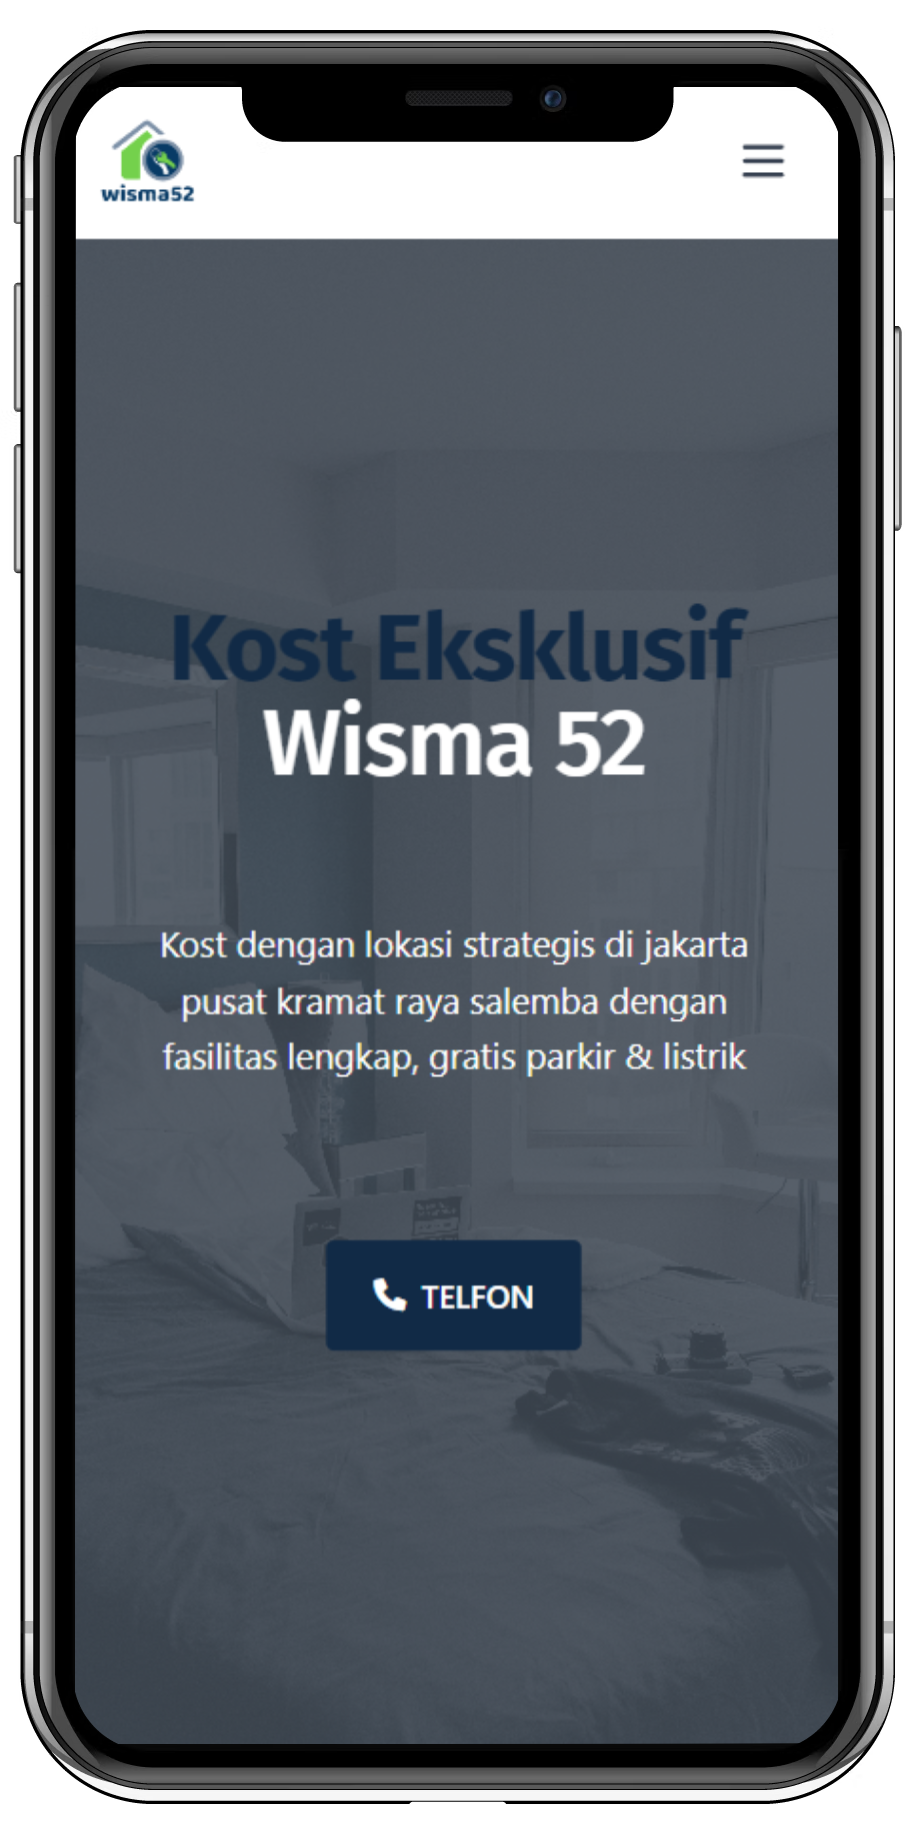 wisma52
Kost Eksklusif
Wisma 52
Kost dengan lokasi strategis di jakarta
pusat kramat raya salemba dengan
fasilitas lengkap, gratis parkir & listrik
TELFON